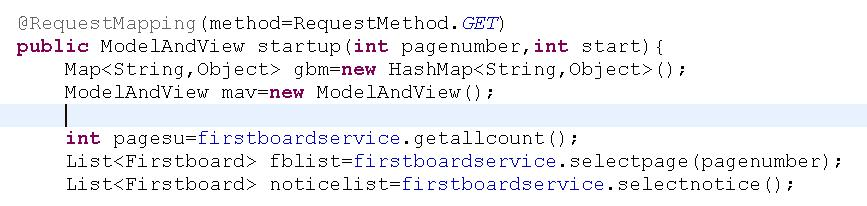 @RequestMapping(method=RequestMethod.GET)
public ModelAndView startup(int pagenumber,int start){
Map<String,Object> gbm=new HashMap<String,Object>();
ModelAndView mav=new ModelAndView();
int pagesu=firstboardservice.getallcount();
List<Firstboard> fblist=firstboardservice.selectpage(pagenumber);
List<Firstboard> noticelist=firstboardservice.selectnotice();